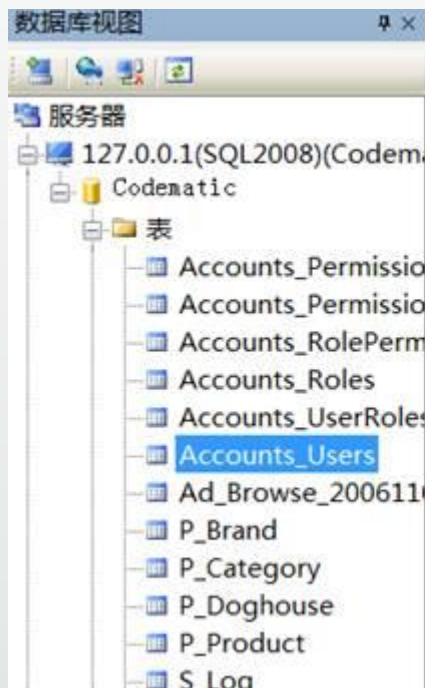 数据库视图
服务器
127.0.0.1(SQL2008)(Codema
Codematic
表
Accounts_Permissio
Accounts_Permissio
Accounts_RolePerm
Accounts_Roles
Accounts_UserRoles
Accounts_Users
Ad_Browse_200611
P_Brand
P_Category
P_Doghouse
P_Product
S_Log